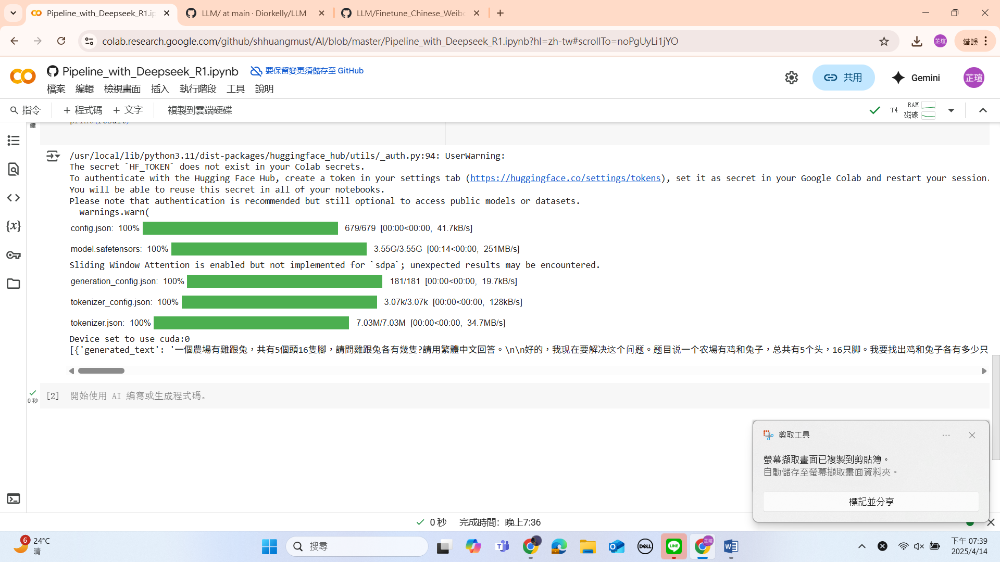 Pipeline_with_Deepseek_R1.ip
LLM/ at main · Diorkelly/LLM
LLM/Finetune_Chinese_Weibo
colab.research.google.com/github/shhuangmust/AI/blob/master/Pipeline_with_Deepseek_R1.ipynb?hl=zh-tw#scrollTo=noPgUyLi1jYO
芷瑄
錯誤
Pipeline_with_Deepseek_R1.ipynb
要保留變更須儲存至 GitHub
檔案 編輯 檢視畫面 插入 執行階段 工具 說明
共用
Gemini
芷瑄
指令
+ 程式碼 + 文字
複製到雲端硬碟
T4
RAM
磁碟
鐘
print(result)
/usr/local/lib/python3.11/dist-packages/huggingface_hub/utils/_auth.py:94: UserWarning:
The secret `HF_TOKEN` does not exist in your Colab secrets.
To authenticate with the Hugging Face Hub, create a token in your settings tab (https://huggingface.co/settings/tokens), set it as secret in your Google Colab and restart your session.
You will be able to reuse this secret in all of your notebooks.
Please note that authentication is recommended but still optional to access public models or datasets.
warnings.warn(
config.json: 100% 679/679 [00:00<00:00, 41.7kB/s]
model.safetensors: 100% 3.55G/3.55G [00:14<00:00, 251MB/s]
Sliding Window Attention is enabled but not implemented for `sdpa`; unexpected results may be encountered.
generation_config.json: 100% 181/181 [00:00<00:00, 19.7kB/s]
tokenizer_config.json: 100% 3.07k/3.07k [00:00<00:00, 128kB/s]
tokenizer.json: 100% 7.03M/7.03M [00:00<00:00, 34.7MB/s]
Device set to use cuda:0
[{'generated_text': '一個農場有雞跟兔，共有5個頭16隻腳，請問雞跟兔各有幾隻?請用繁體中文回答。\n\n好的，我现在要解决这个问题。题目说一个农場有鸡和兔子，总共有5个头，16只脚。我要找出鸡和兔子各有多少只
0 秒
[2] 開始使用 AI 編寫或生成程式碼。
剪取工具
螢幕擷取畫面已複製到剪貼簿。
自動儲存至螢幕擷取畫面資料夾。
標記並分享
0 秒 完成時間：晚上7:36
6
24°C
晴
搜尋
DELL
LINE
芷瑄
下午 07:39
2025/4/14